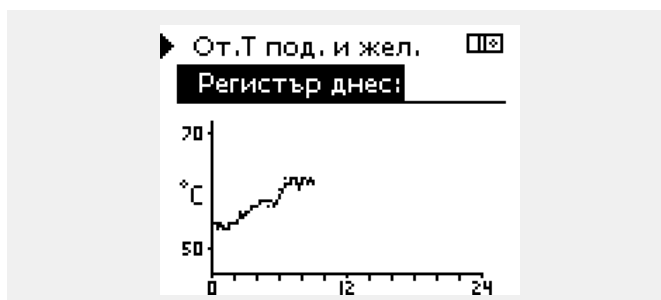 От.Т под. и жел.
Регистър днес:
70
°C
50
0 12 24